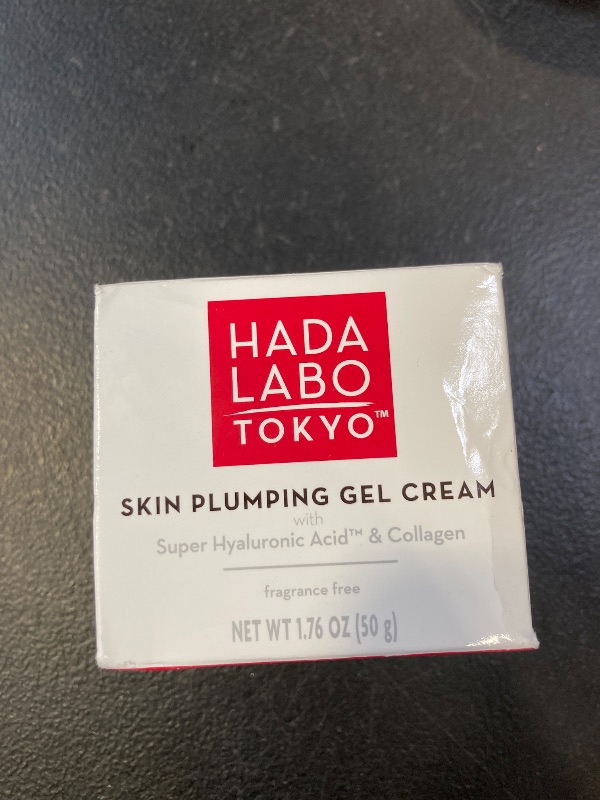 HADA
LABO
TOKYO™
SKIN PLUMPING GEL CREAM
with
Super Hyaluronic Acid™ & Collagen
fragrance free
NET WT 1.76 OZ (50 g)